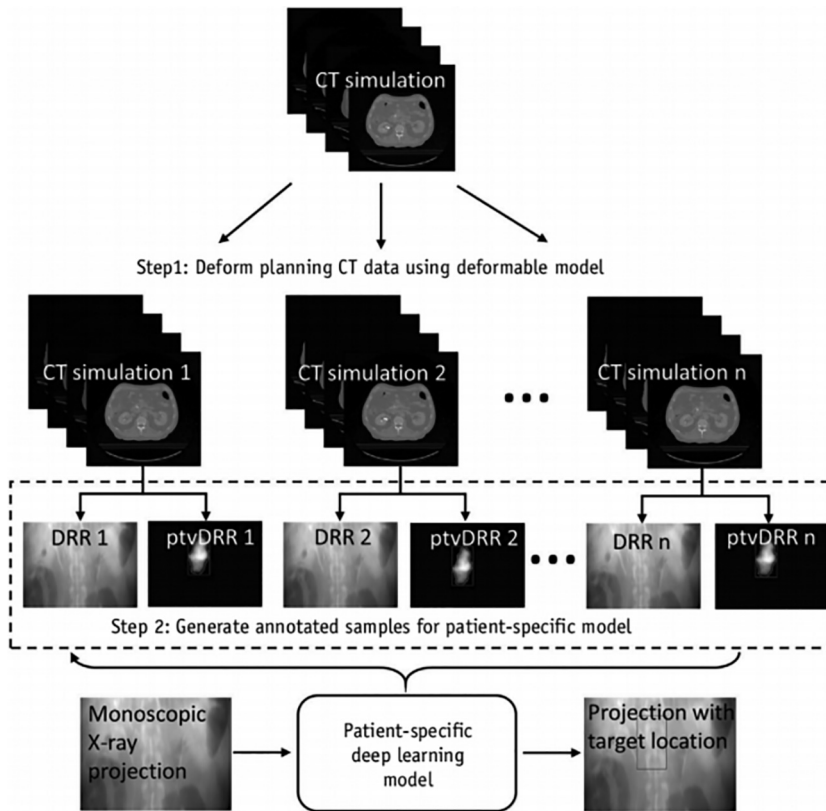 CT simulation
Step1: Deform planning CT data using deformable model
CT simulation 1
CT simulation 2
CT simulation n
DRR 1
ptvDRR 1
DRR 2
ptvDRR 2
DRR n
ptvDRR n
Step 2: Generate annotated samples for patient-specific model
Monoscopic
X-ray
projection
Patient-specific
deep learning
model
Projection with
target location